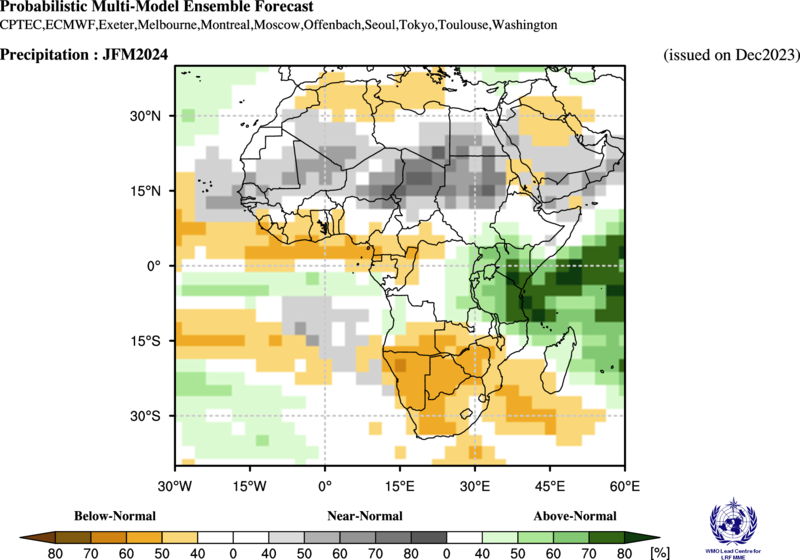 Probabilistic Multi-Model Ensemble Forecast
CPTEC,ECMWF,Exeter,Melbourne,Montreal,Moscow,Offenbach,Seoul,Tokyo,Toulouse,Washington
Precipitation : JFM2024 (issued on Dec2023)
30°N
15°N
0°
15°S
30°S
30°W 15°W 0° 15°E 30°E 45°E 60°E
Below-Normal Near-Normal Above-Normal
80 70 60 50 40 0 40 50 60 70 80 0 40 50 60 70 80 [%]
WMO Lead Centre for
LRF MME